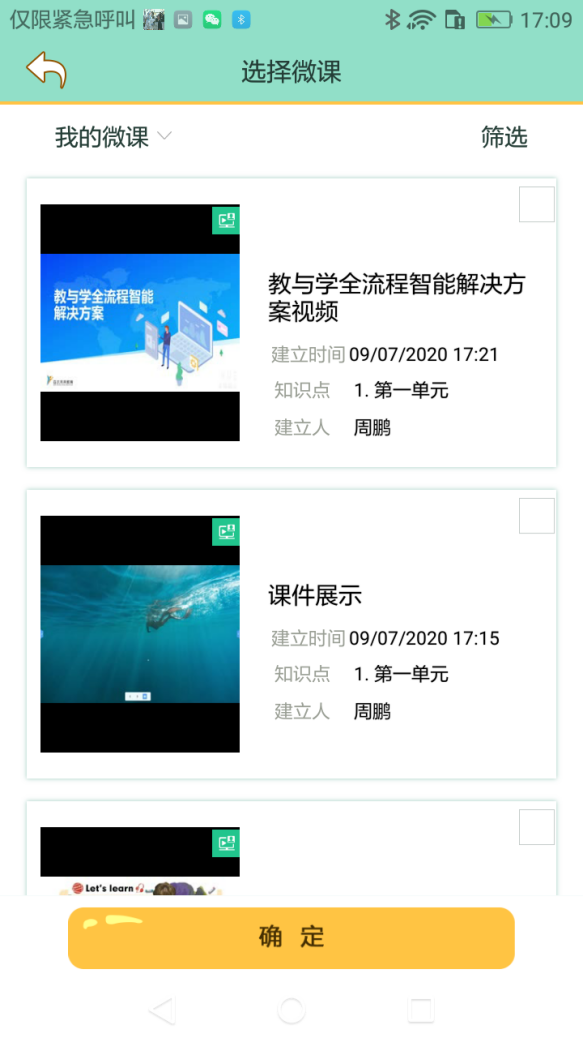 仅限紧急呼叫
17:09
选择微课
我的微课
筛选
教与学全流程智能
解决方案
教与学全流程智能解决方
案视频
建立时间 09/07/2020 17:21
知识点 1. 第一单元
建立人 周鹏
课件展示
建立时间 09/07/2020 17:15
知识点 1. 第一单元
建立人 周鹏
Let's learn
确 定